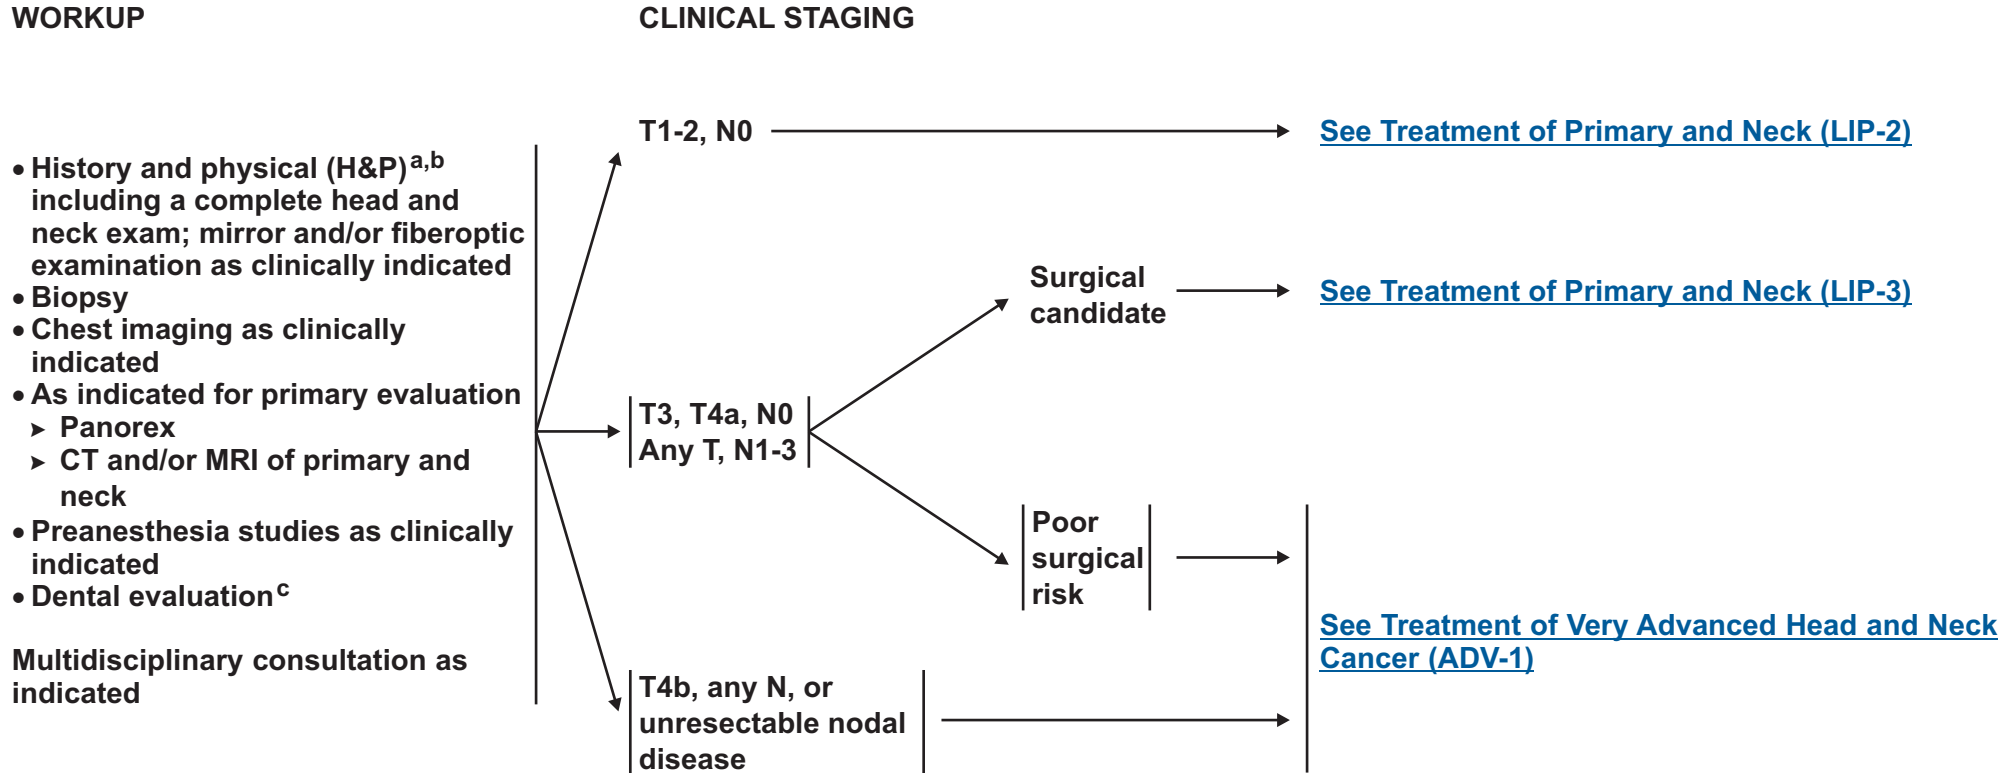 WORKUP
CLINICAL STAGING
• History and physical (H&P)a,b
including a complete head and
neck exam; mirror and/or fiberoptic
examination as clinically indicated
• Biopsy
• Chest imaging as clinically
indicated
• As indicated for primary evaluation
➤ Panorex
➤ CT and/or MRI of primary and
neck
• Preanesthesia studies as clinically
indicated
• Dental evaluationc
Multidisciplinary consultation as
indicated
T1-2, N0
See Treatment of Primary and Neck (LIP-2)
T3, T4a, N0
Any T, N1-3
Surgical
candidate
See Treatment of Primary and Neck (LIP-3)
Poor
surgical
risk
T4b, any N, or
unresectable nodal
disease
See Treatment of Very Advanced Head and Neck
Cancer (ADV-1)